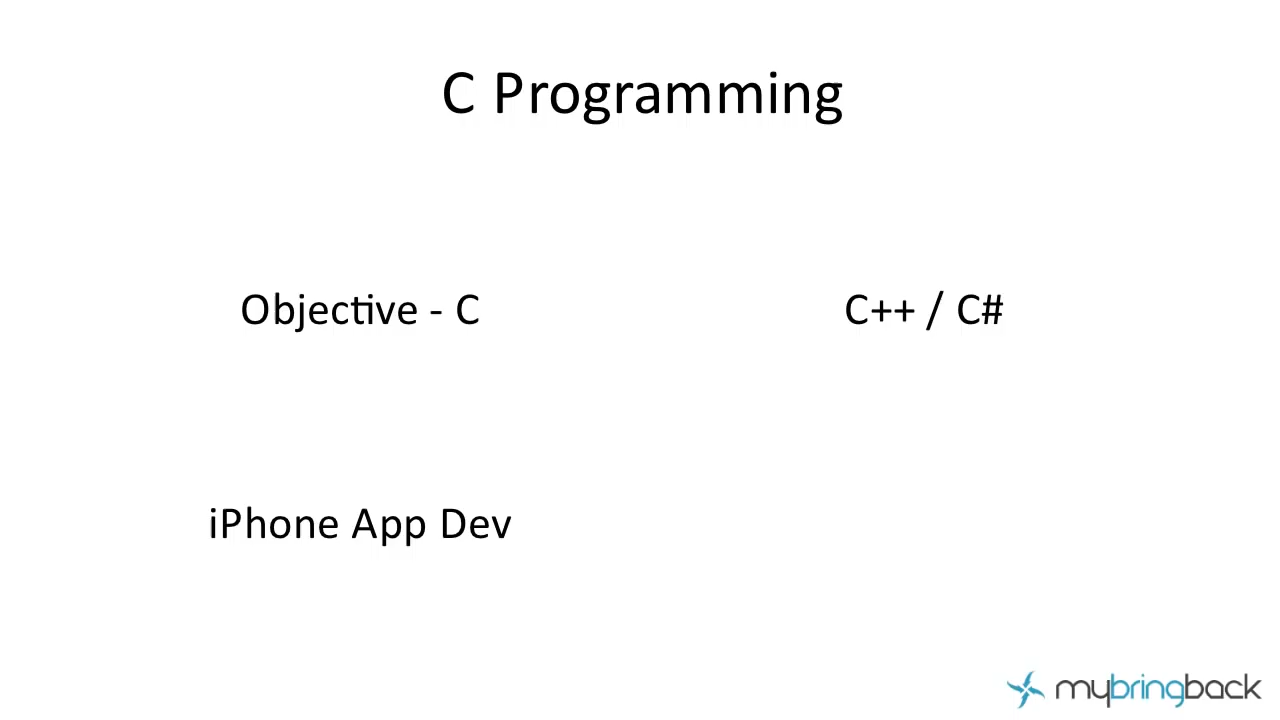 C Programming
Objective - C
C++ / C#
iPhone App Dev
mybringback